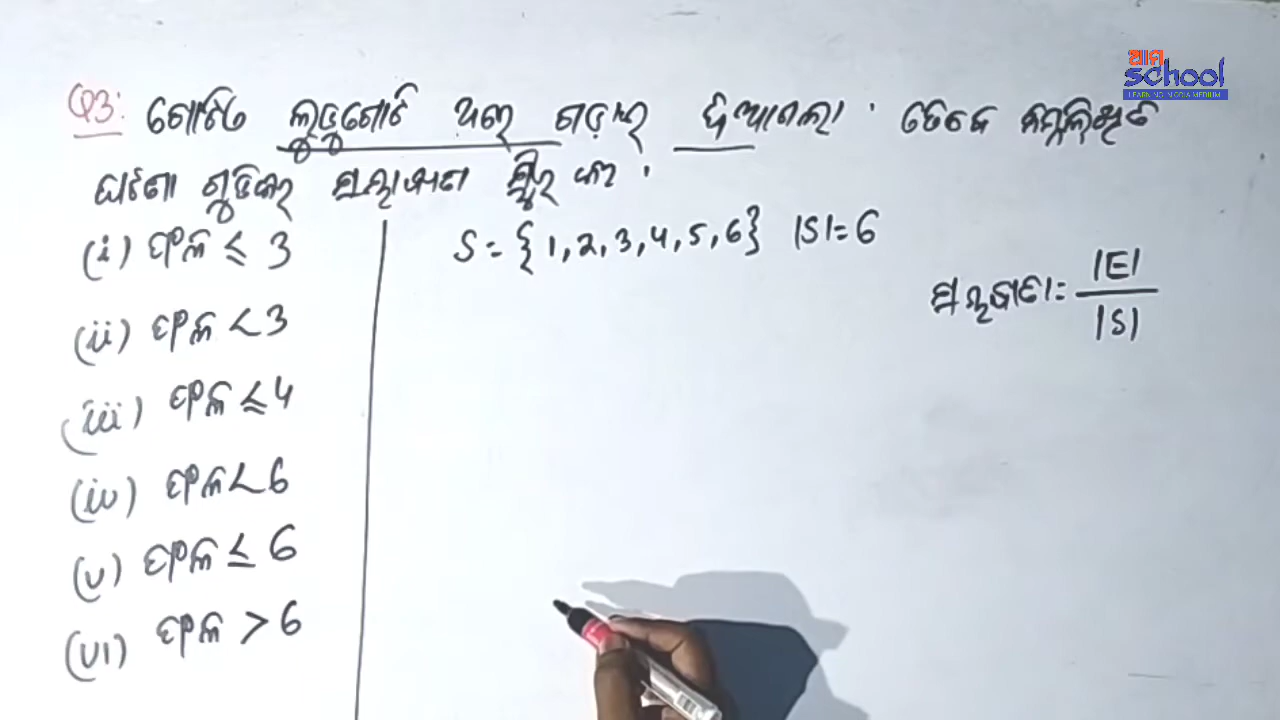 ଆମ
school
LEARNING IN ODIA MEDIUM
Q3: ଗୋଟିଏ ଲୁଡୁଗୋଟି ଥରେ ଗଡ଼ାଇ ଦିଆଗଲା । ତେବେ ନିମ୍ନଲିଖିତ
ଘଟଣା ଗୁଡିକର ସମ୍ଭାବ୍ୟତା ସ୍ଥିର କର ।
(i) ଫଳ ≤ 3
S = { 1, 2, 3, 4, 5, 6 } |S| = 6
ସମ୍ଭାବ୍ୟତା = |E| / |S|
(ii) ଫଳ < 3
(iii) ଫଳ ≤ 4
(iv) ଫଳ < 6
(v) ଫଳ ≤ 6
(vi) ଫଳ > 6